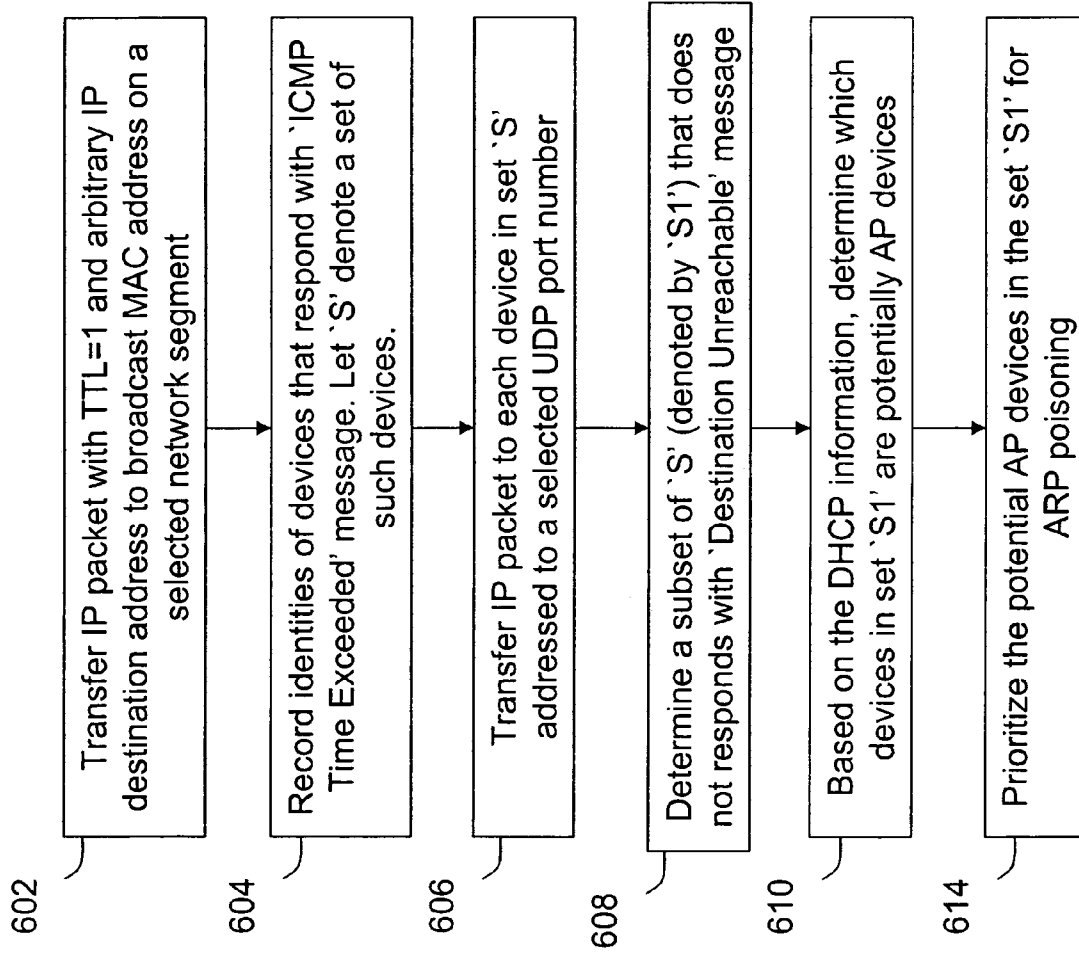 602
Transfer IP packet with TTL=1 and arbitrary IP
destination address to broadcast MAC address on a
selected network segment
604
Record identities of devices that respond with `ICMP
Time Exceeded' message. Let `S' denote a set of
such devices.
606
Transfer IP packet to each device in set `S'
addressed to a selected UDP port number
608
Determine a subset of `S' (denoted by `S1') that does
not responds with `Destination Unreachable' message
610
Based on the DHCP information, determine which
devices in set `S1' are potentially AP devices
614
Prioritize the potential AP devices in the set `S1' for
ARP poisoning